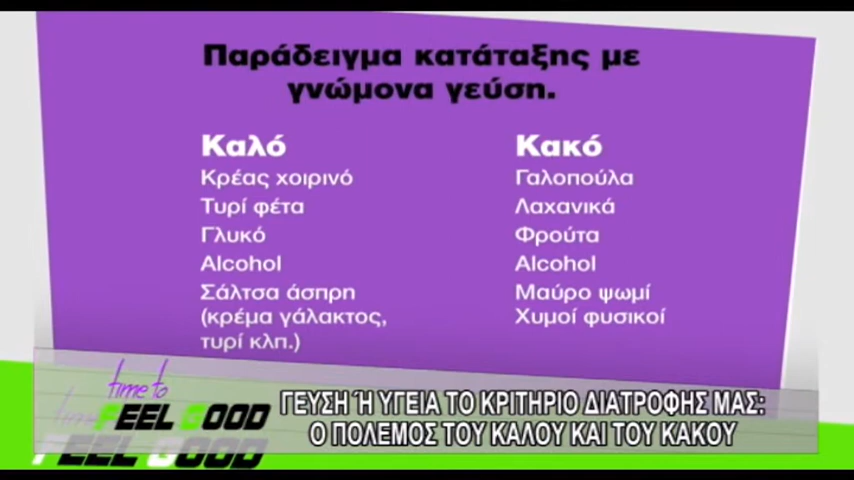 Παράδειγμα κατάταξης με
γνώμονα γεύση.
Καλό
Κρέας χοιρινό
Τυρί φέτα
Γλυκό
Alcohol
Σάλτσα άσπρη
(κρέμα γάλακτος,
τυρί κλπ.)
Κακό
Γαλοπούλα
Λαχανικά
Φρούτα
Alcohol
Μαύρο ψωμί
Χυμοί φυσικοί
time to
FEEL GOOD
FEEL GOOD
ΓΕΥΣΗ Ή ΥΓΕΙΑ ΤΟ ΚΡΙΤΗΡΙΟ ΔΙΑΤΡΟΦΗΣ ΜΑΣ:
Ο ΠΟΛΕΜΟΣ ΤΟΥ ΚΑΛΟΥ ΚΑΙ ΤΟΥ ΚΑΚΟΥ